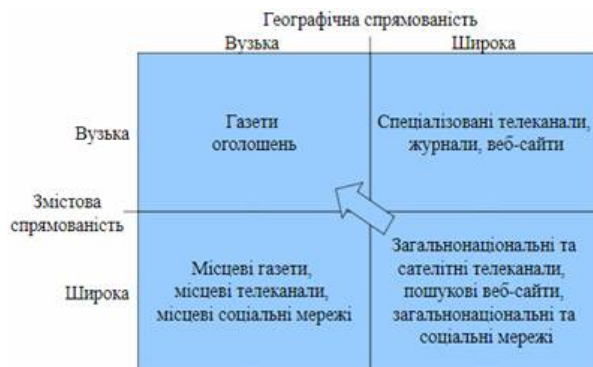 Географічна спрямованість
Вузька Широка
Вузька
Газети
оголошень
Спеціалізовані телеканали,
журнали, веб-сайти
Змістова
спрямованість
Широка
Місцеві газети,
місцеві телеканали,
місцеві соціальні мережі
Загальнонаціональні та
сателітні телеканали,
пошукові веб-сайти,
загальнонаціональні та
соціальні мережі